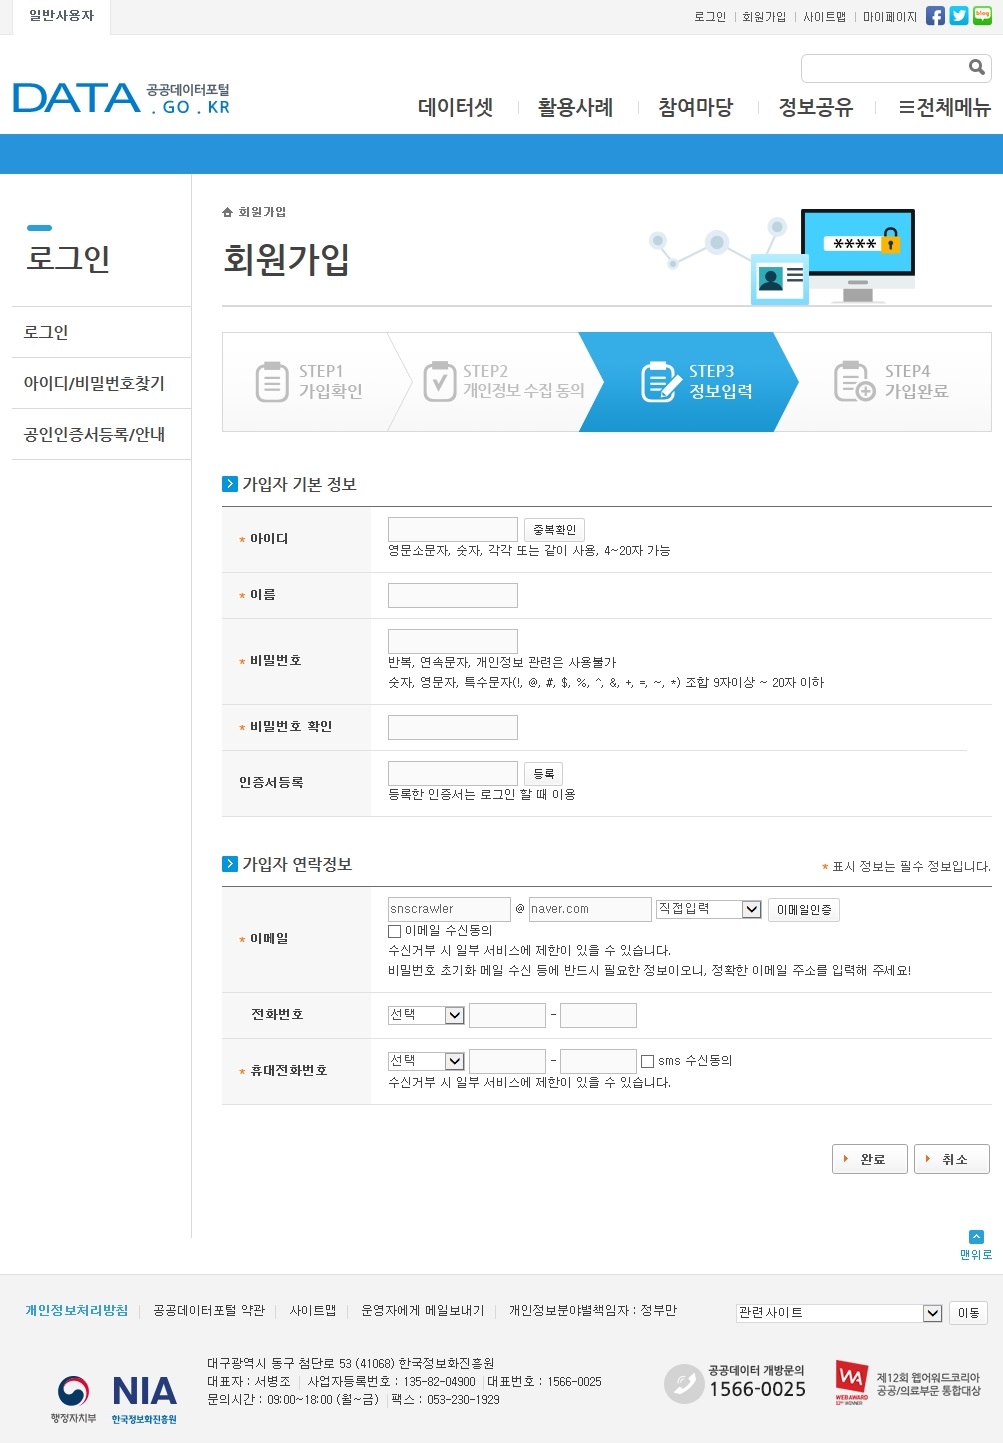 일반사용자
로그인 | 회원가입 | 사이트맵 | 마이페이지
blog
DATA 공공데이터포털
. GO . KR
데이터셋 활용사례 참여마당 정보공유 전체메뉴
로그인
로그인
아이디/비밀번호찾기
공인인증서등록/안내
회원가입
회원가입
****
STEP1
가입확인
STEP2
개인정보 수집 동의
STEP3
정보입력
STEP4
가입완료
가입자 기본 정보
* 아이디
중복확인
영문소문자, 숫자, 각각 또는 같이 사용, 4~20자 가능
* 이름
* 비밀번호
반복, 연속문자, 개인정보 관련은 사용불가
숫자, 영문자, 특수문자(!, @, #, $, %, ^, &, +, =, ~, *) 조합 9자이상 ~ 20자 이하
* 비밀번호 확인
인증서등록
등록
등록한 인증서는 로그인 할 때 이용
가입자 연락정보
* 표시 정보는 필수 정보입니다.
* 이메일
snscrawler @ naver.com 직접입력 이메일인증
이메일 수신동의
수신거부 시 일부 서비스에 제한이 있을 수 있습니다.
비밀번호 초기화 메일 수신 등에 반드시 필요한 정보이오니, 정확한 이메일 주소를 입력해 주세요!
전화번호
선택 -
* 휴대전화번호
선택 - sms 수신동의
수신거부 시 일부 서비스에 제한이 있을 수 있습니다.
완료 취소
맨위로
개인정보처리방침 | 공공데이터포털 약관 | 사이트맵 | 운영자에게 메일보내기 | 개인정보분야별책임자 : 정부만
관련사이트 이동
행정자치부
NIA
한국정보화진흥원
대구광역시 동구 첨단로 53 (41068) 한국정보화진흥원
대표자 : 서병조 | 사업자등록번호 : 135-82-04900 | 대표번호 : 1566-0025
문의시간 : 09:00~18:00 (월~금) | 팩스 : 053-230-1929
공공데이터 개방문의
1566-0025
WEB AWARD
12th WINNER
제12회 웹어워드코리아
공공/의료부문 통합대상